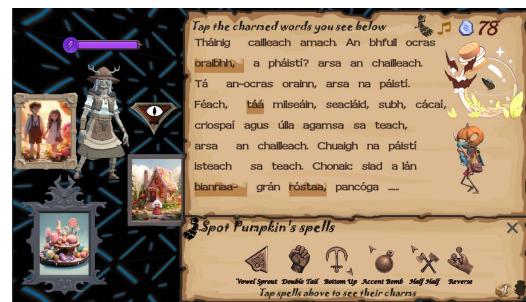 Tap the charmed words you see below
78
Tháinig cailleach amach. An bhfuil ocras
oraibhh, a pháistí? arsa an chailleach.
Tá an-ocras orainn, arsa na páistí.
Féach, táá milseáin, seacláid, subh, cácaí,
criospaí agus úlla agamsa sa teach,
arsa an chailleach. Chuaigh na páistí
isteach sa teach. Chonaic siad a lán
biannaa- grán róstaa, pancóga .....
Spot Pumpkin's spells
Vowel Sprout Double Tail Bottom Up Accent Bomb Half Half Reverse
Tap spells above to see their charms
1